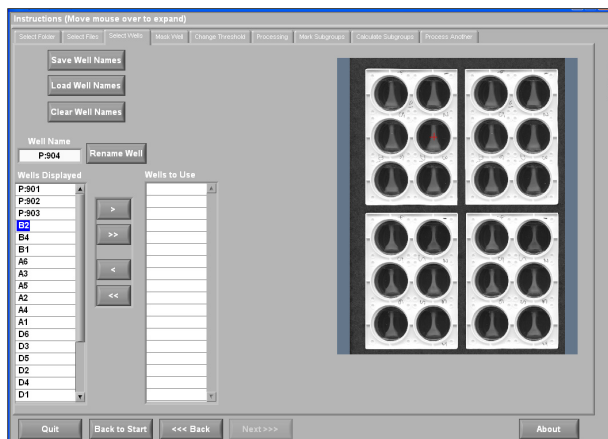 Instructions (Move mouse over to expand)
Select Folder Select Files Select Wells Mask Well Change Threshold Processing Mark Subgroups Calculate Subgroups Process Another
Save Well Names
Load Well Names
Clear Well Names
Well Name
P:904 Rename Well
Wells Displayed Wells to Use
P:901
P:902
P:903
B2
B4
B1
A6
A3
A5
A2
A4
A1
D6
D3
D5
D2
D4
D1
>
>>
<
<<
Quit Back to Start <<< Back Next >>> About